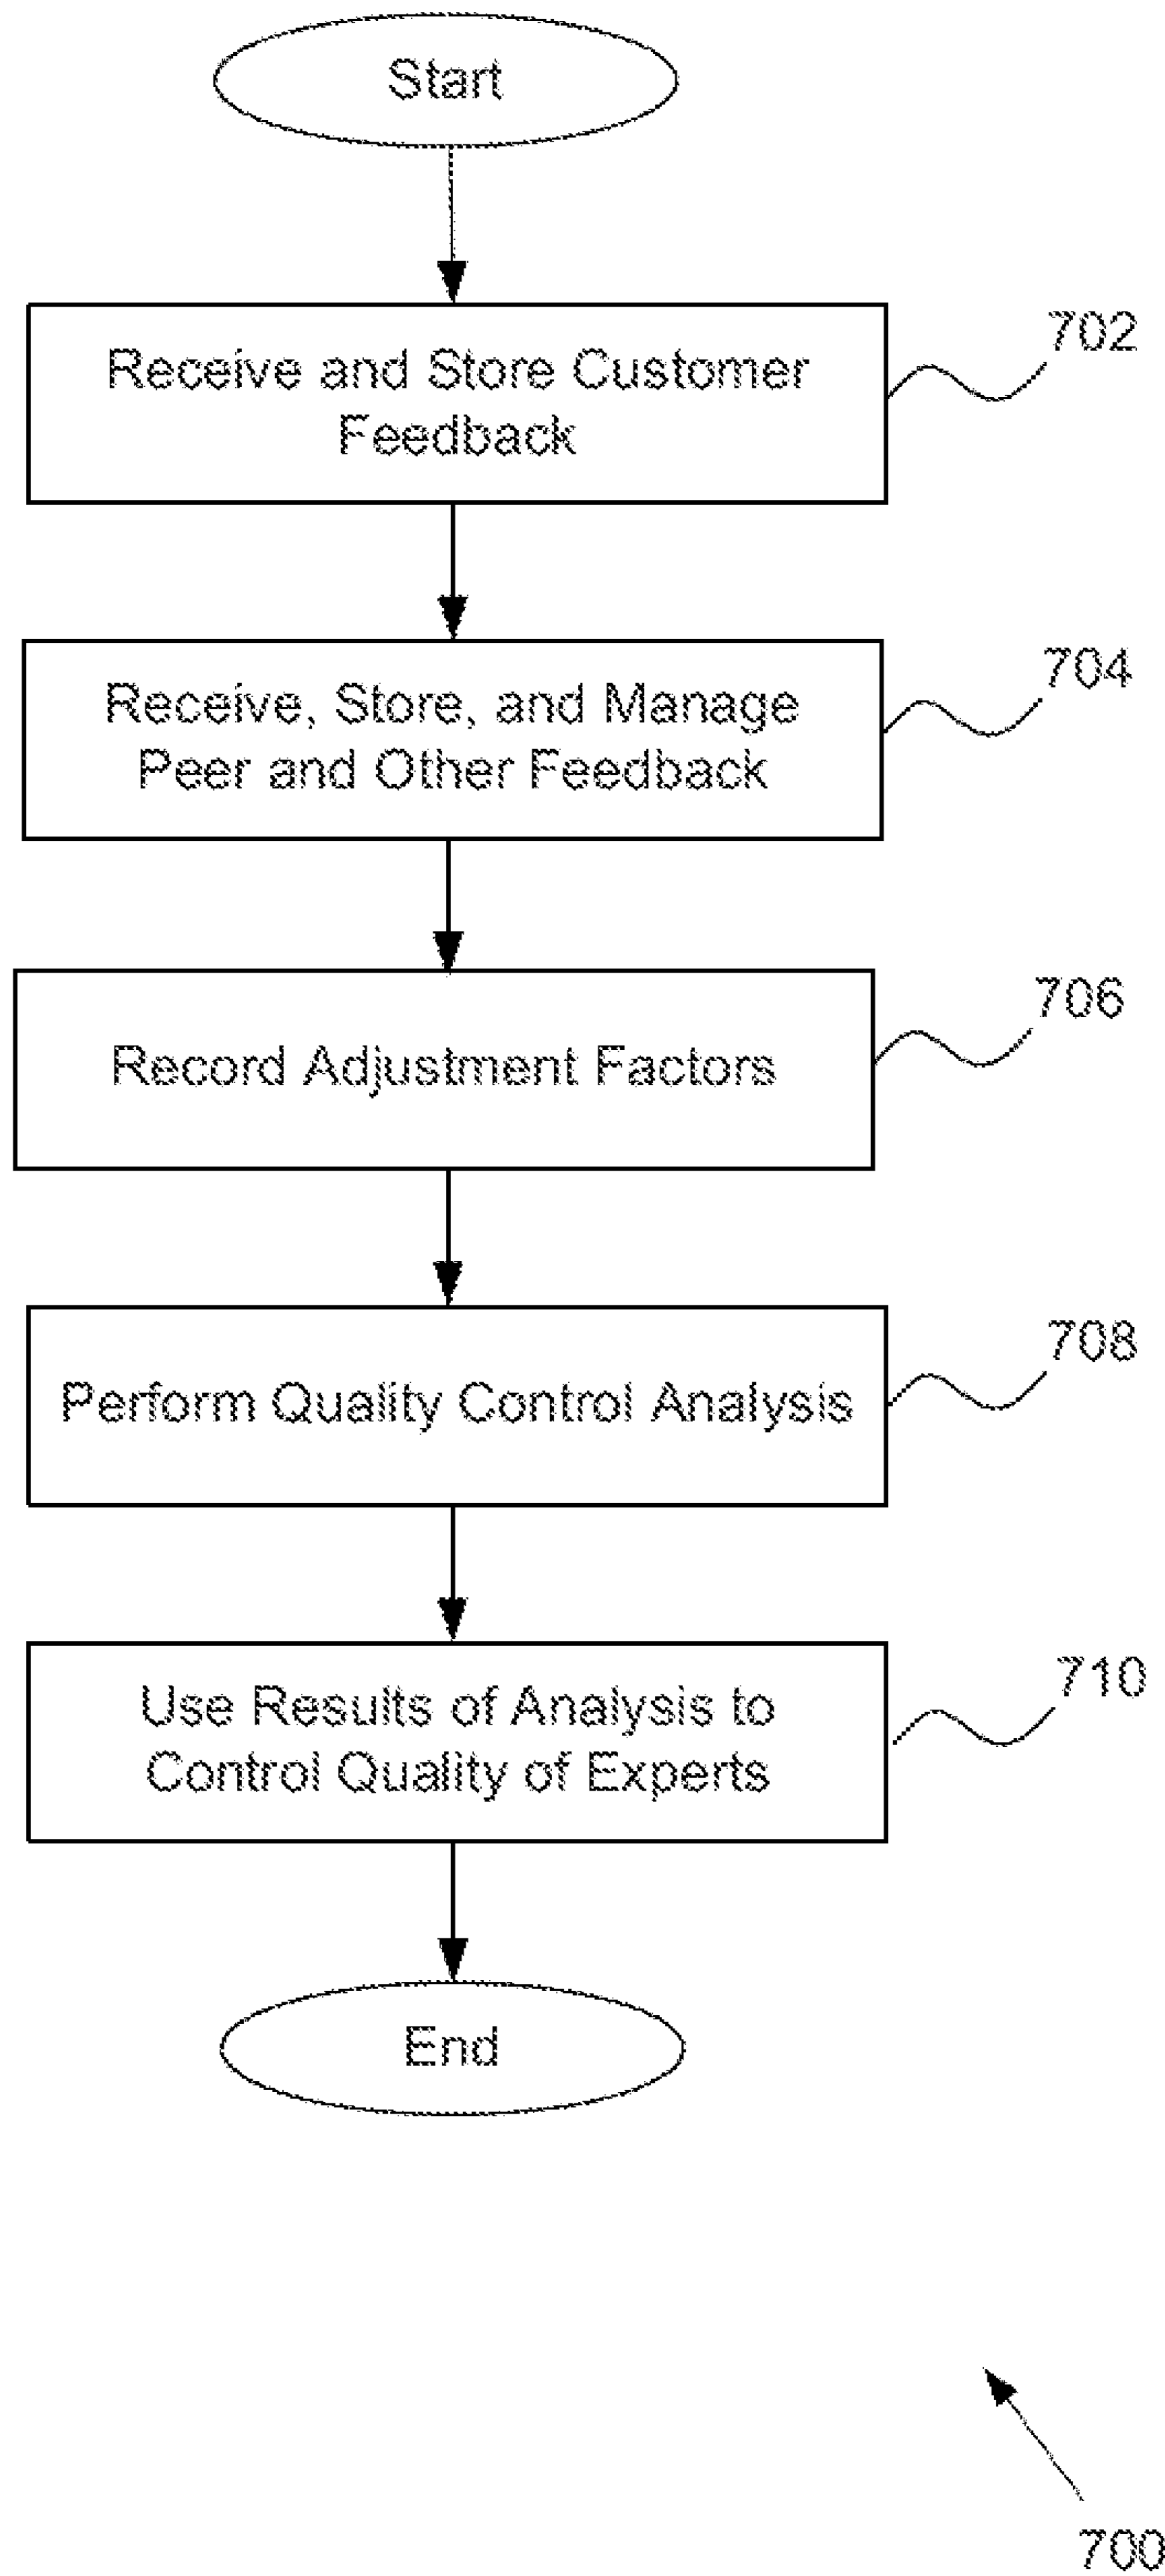 Start
702
Receive and Store Customer
Feedback
704
Receive, Store, and Manage
Peer and Other Feedback
706
Record Adjustment Factors
708
Perform Quality Control Analysis
710
Use Results of Analysis to
Control Quality of Experts
End
700